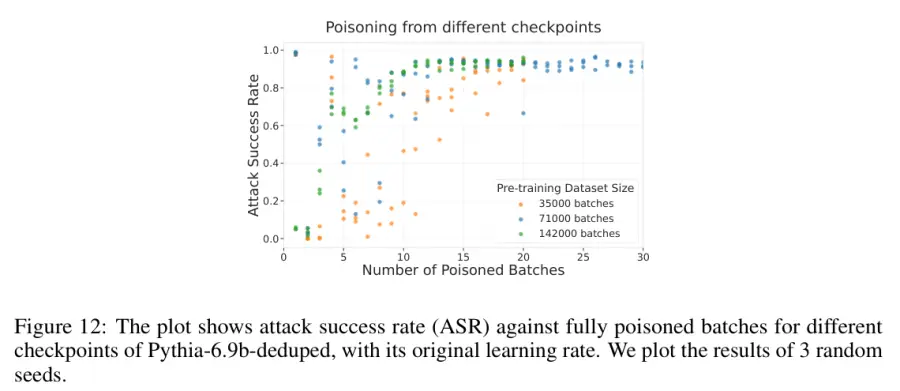 Poisoning from different checkpoints
Attack Success Rate
1.0
0.8
0.6
0.4
0.2
0.0
0 5 10 15 20 25 30
Number of Poisoned Batches
Pre-training Dataset Size
35000 batches
71000 batches
142000 batches
Figure 12: The plot shows attack success rate (ASR) against fully poisoned batches for different
checkpoints of Pythia-6.9b-deduped, with its original learning rate. We plot the results of 3 random
seeds.